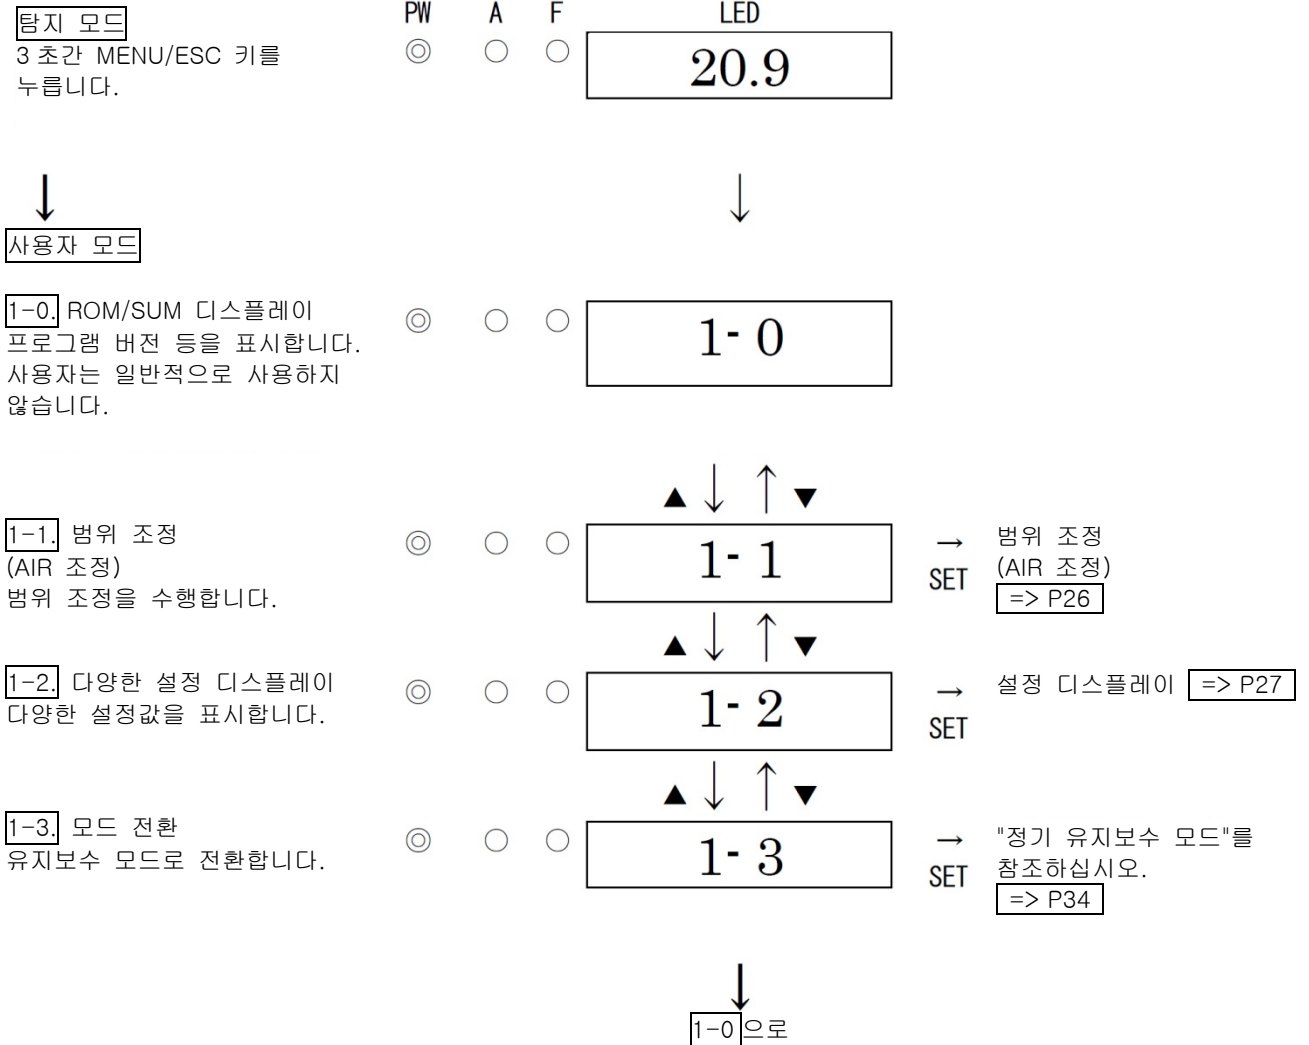 탐지 모드
3 초간 MENU/ESC 키를
누릅니다.
PW A F LED
◎ ○ ○ 20.9
↓ ↓
사용자 모드
1-0. ROM/SUM 디스플레이
프로그램 버전 등을 표시합니다.
사용자는 일반적으로 사용하지
않습니다.
◎ ○ ○ 1- 0
▲ ↓ ↑ ▼
1-1. 범위 조정
(AIR 조정)
범위 조정을 수행합니다.
◎ ○ ○ 1- 1
→
SET
범위 조정
(AIR 조정)
=> P26
▲ ↓ ↑ ▼
1-2. 다양한 설정 디스플레이
다양한 설정값을 표시합니다.
◎ ○ ○ 1- 2
→
SET
설정 디스플레이 => P27
▲ ↓ ↑ ▼
1-3. 모드 전환
유지보수 모드로 전환합니다.
◎ ○ ○ 1- 3
→
SET
"정기 유지보수 모드"를
참조하십시오.
=> P34
↓
1-0 으로